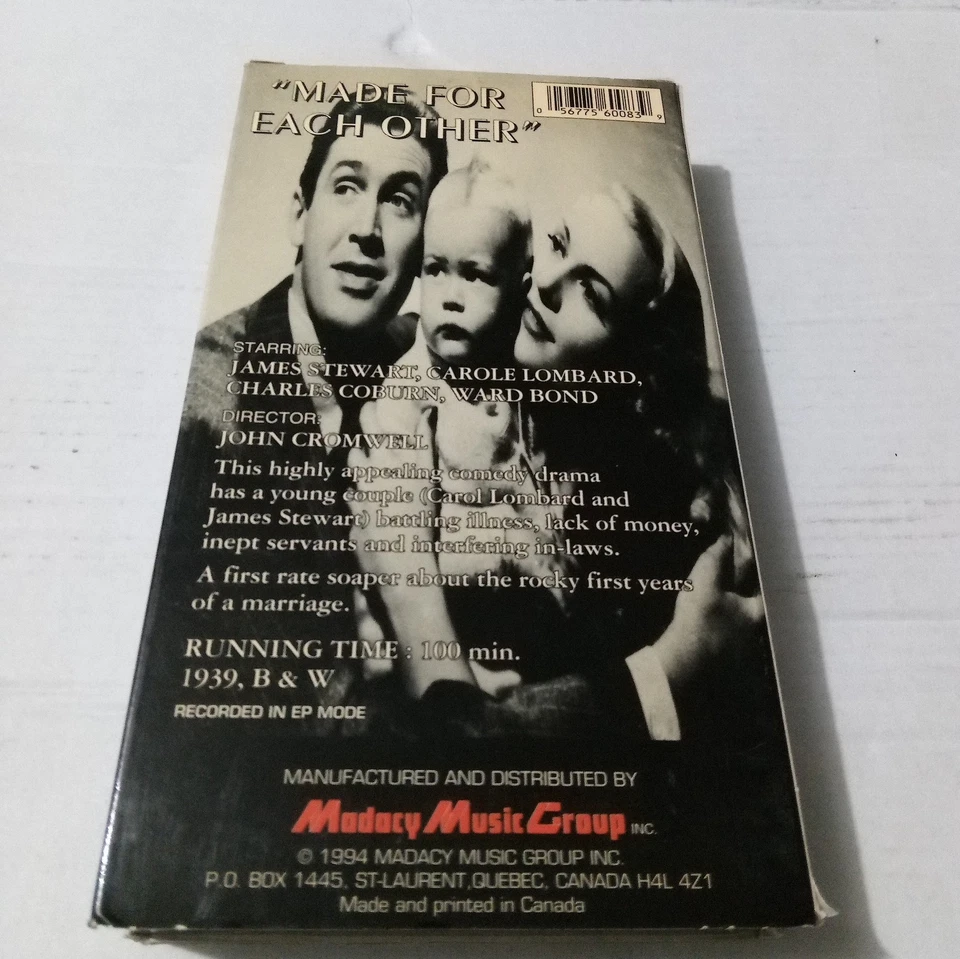 "MADE FOR
EACH OTHER"
0 56775 60083 9
STARRING:
JAMES STEWART, CAROLE LOMBARD,
CHARLES COBURN, WARD BOND
DIRECTOR:
JOHN CROMWELL
This highly appealing comedy drama
has a young couple (Carol Lombard and
James Stewart) battling illness, lack of money,
inept servants and interfering in-laws.
A first rate soaper about the rocky first years
of a marriage.
RUNNING TIME : 100 min.
1939, B & W
RECORDED IN EP MODE
MANUFACTURED AND DISTRIBUTED BY
Madacy Music Group INC.
© 1994 MADACY MUSIC GROUP INC.
P.O. BOX 1445, ST-LAURENT,QUEBEC, CANADA H4L 4Z1
Made and printed in Canada